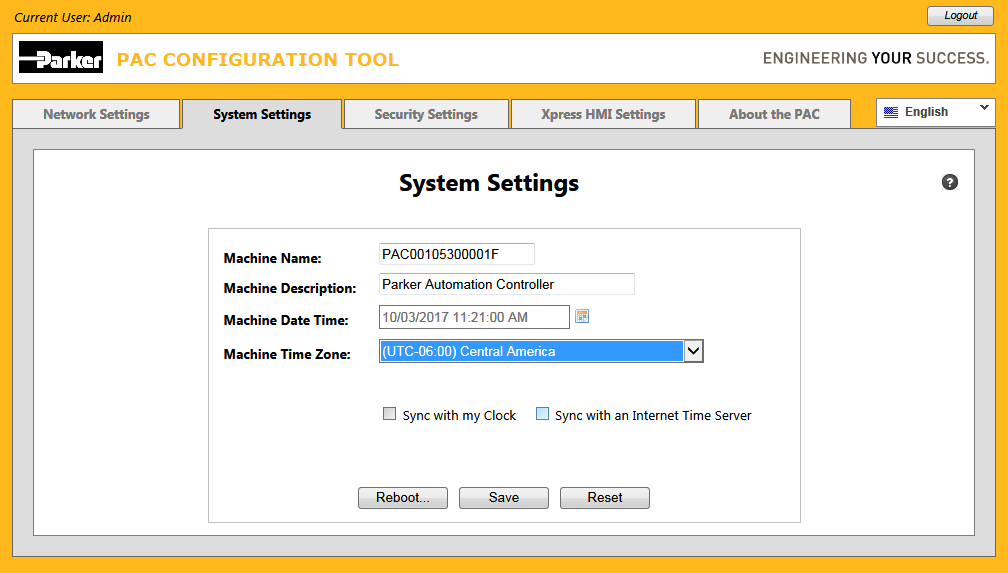 Current User: Admin
Logout
Parker PAC CONFIGURATION TOOL ENGINEERING YOUR SUCCESS.
Network Settings System Settings Security Settings Xpress HMI Settings About the PAC English
System Settings ?
Machine Name: PAC00105300001F
Machine Description: Parker Automation Controller
Machine Date Time: 10/03/2017 11:21:00 AM
Machine Time Zone: (UTC-06:00) Central America
Sync with my Clock Sync with an Internet Time Server
Reboot... Save Reset